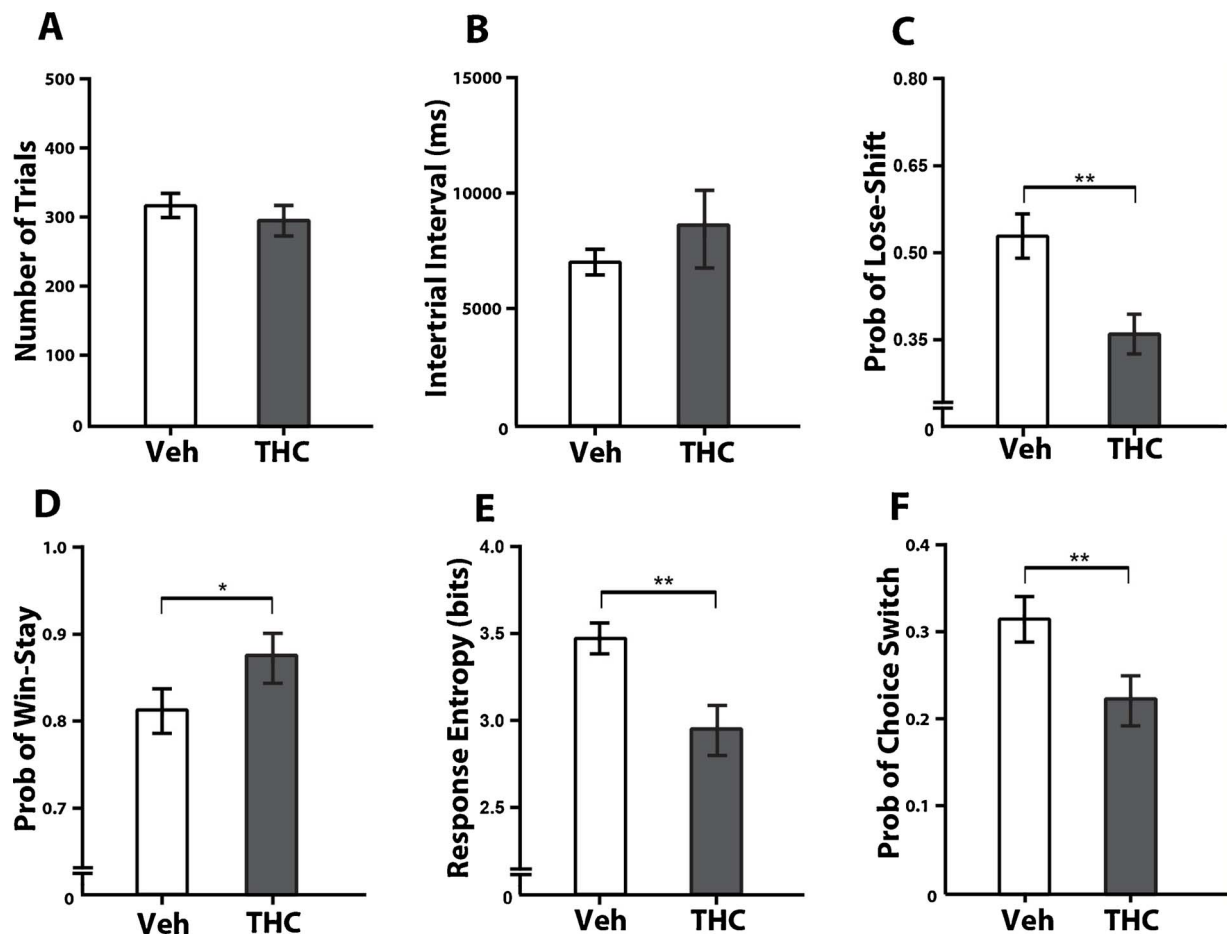 A
Number of Trials
500
400
300
200
100
0
Veh
THC
B
Intertrial Interval (ms)
15000
10000
5000
0
Veh
THC
C
Prob of Lose-Shift
0.80
0.65
0.50
0.35
0
**
Veh
THC
D
Prob of Win-Stay
1.0
0.9
0.8
0.7
0
*
Veh
THC
E
Response Entropy (bits)
4.0
3.5
3.0
2.5
0
**
Veh
THC
F
Prob of Choice Switch
0.4
0.3
0.2
0.1
0
**
Veh
THC